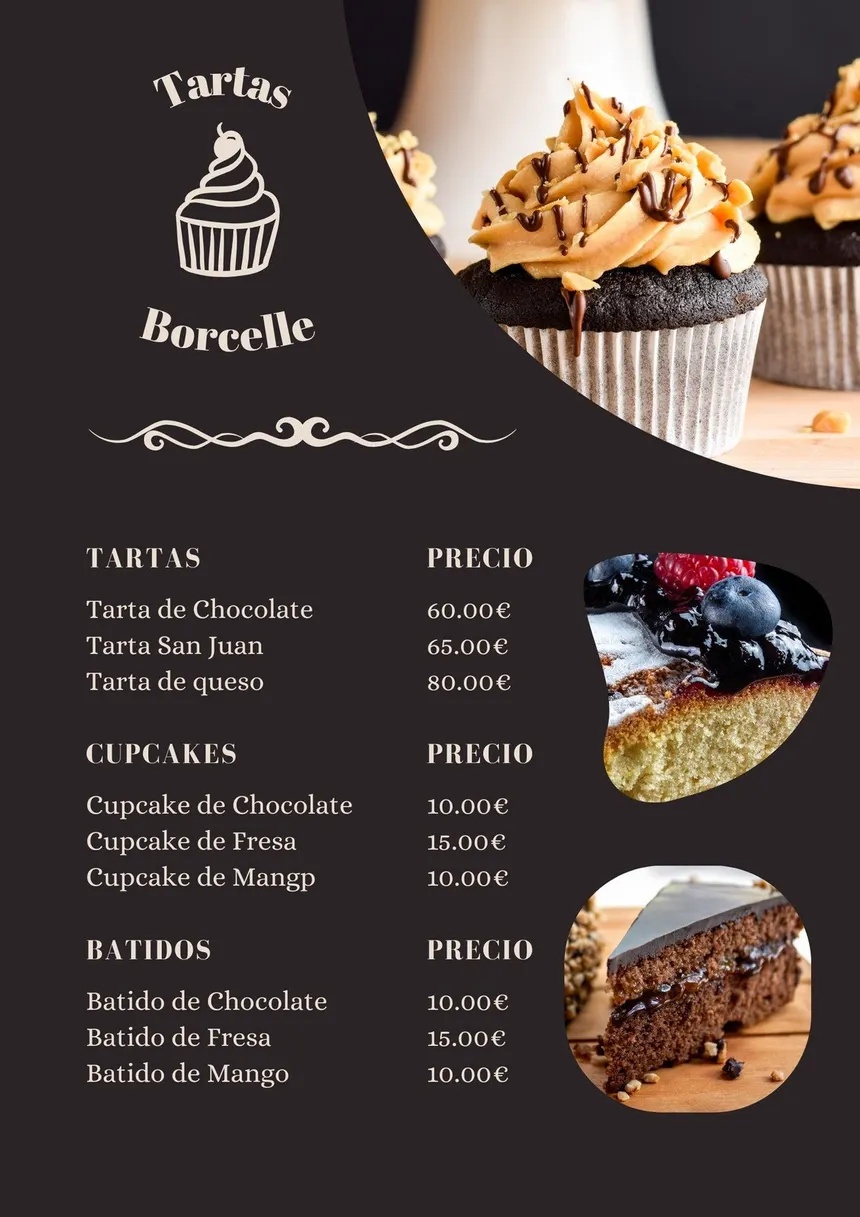 Tartas
Borcelle
TARTAS PRECIO
Tarta de Chocolate 60.00€
Tarta San Juan 65.00€
Tarta de queso 80.00€
CUPCAKES PRECIO
Cupcake de Chocolate 10.00€
Cupcake de Fresa 15.00€
Cupcake de Mangp 10.00€
BATIDOS PRECIO
Batido de Chocolate 10.00€
Batido de Fresa 15.00€
Batido de Mango 10.00€